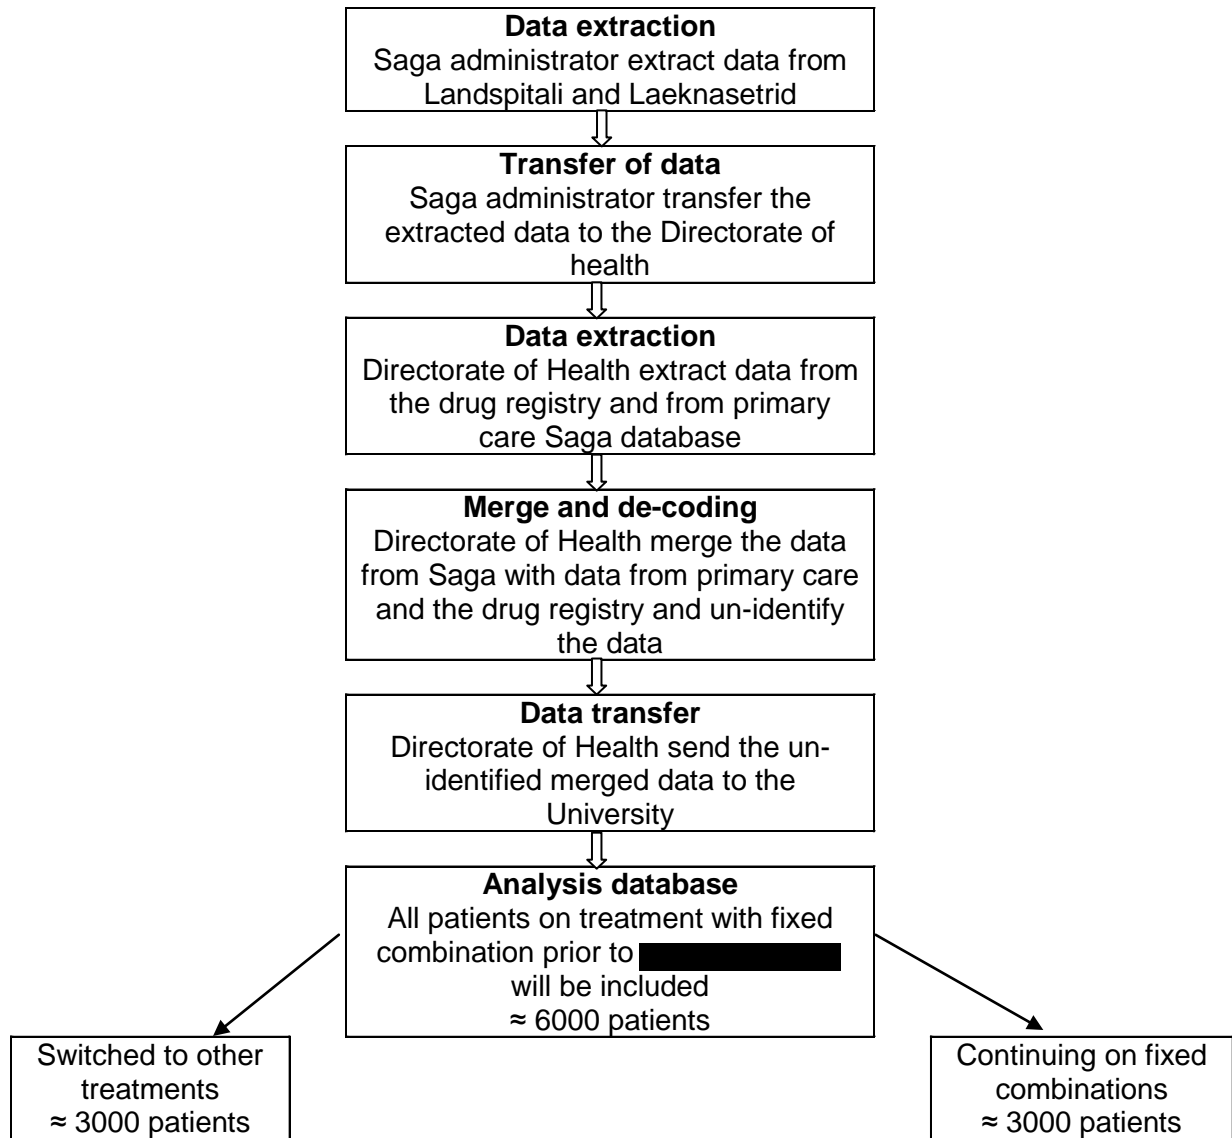 Data extraction
Saga administrator extract data from
Landspitali and Laeknasetrid
Transfer of data
Saga administrator transfer the
extracted data to the Directorate of
health
Data extraction
Directorate of Health extract data from
the drug registry and from primary
care Saga database
Merge and de-coding
Directorate of Health merge the data
from Saga with data from primary care
and the drug registry and un-identify
the data
Data transfer
Directorate of Health send the un-
identified merged data to the
University
Analysis database
All patients on treatment with fixed
combination prior to
will be included
≈ 6000 patients
Switched to other
treatments
≈ 3000 patients
Continuing on fixed
combinations
≈ 3000 patients